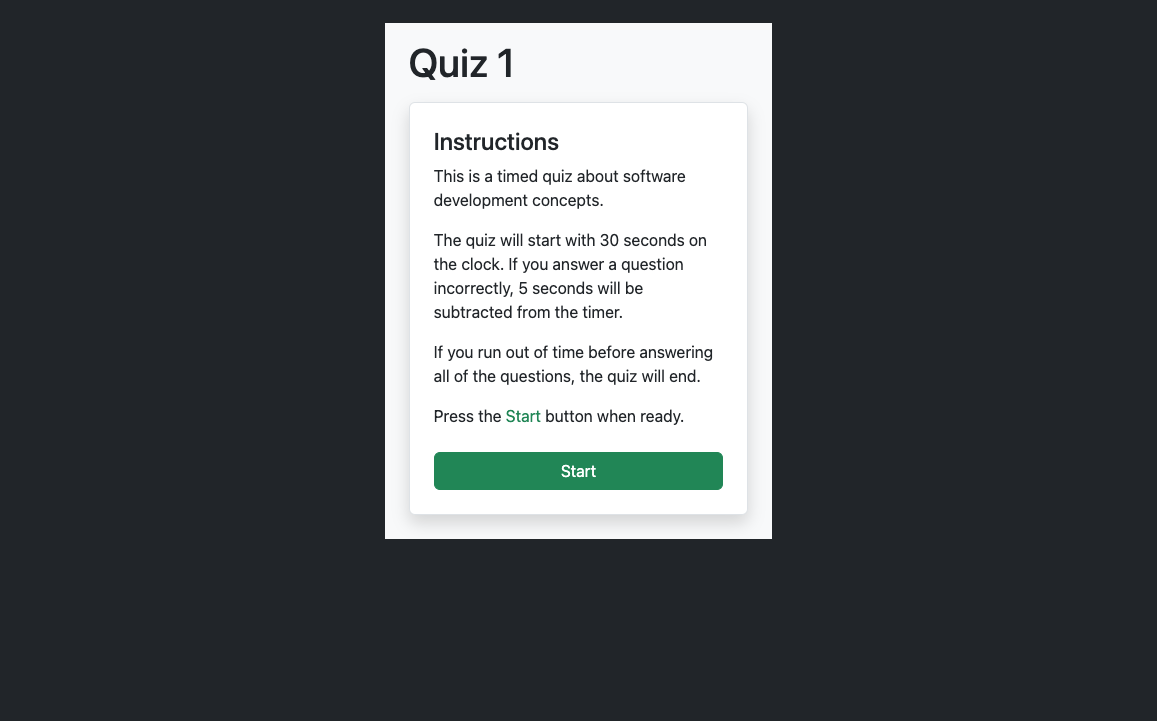 Quiz 1
Instructions
This is a timed quiz about software
development concepts.
The quiz will start with 30 seconds on
the clock. If you answer a question
incorrectly, 5 seconds will be
subtracted from the timer.
If you run out of time before answering
all of the questions, the quiz will end.
Press the Start button when ready.
Start